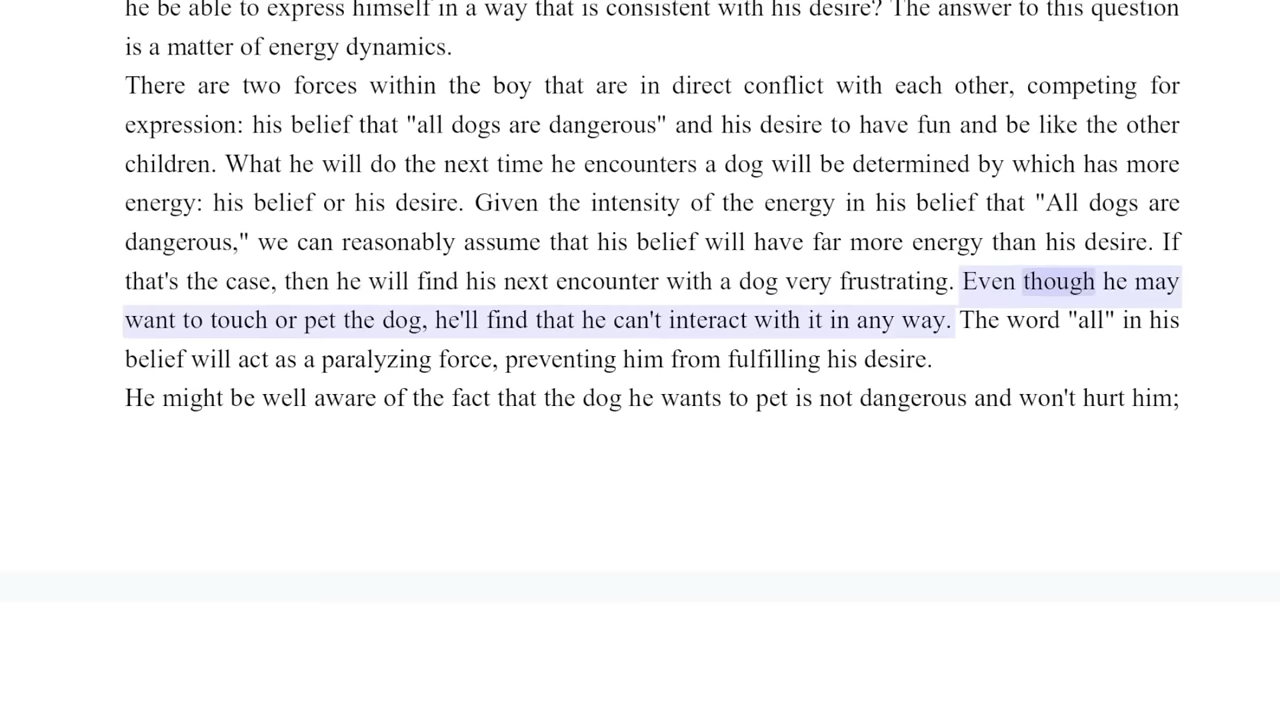 he be able to express himself in a way that is consistent with his desire? The answer to this question
is a matter of energy dynamics.
There are two forces within the boy that are in direct conflict with each other, competing for
expression: his belief that "all dogs are dangerous" and his desire to have fun and be like the other
children. What he will do the next time he encounters a dog will be determined by which has more
energy: his belief or his desire. Given the intensity of the energy in his belief that "All dogs are
dangerous," we can reasonably assume that his belief will have far more energy than his desire. If
that's the case, then he will find his next encounter with a dog very frustrating. Even though he may
want to touch or pet the dog, he'll find that he can't interact with it in any way. The word "all" in his
belief will act as a paralyzing force, preventing him from fulfilling his desire.
He might be well aware of the fact that the dog he wants to pet is not dangerous and won't hurt him;